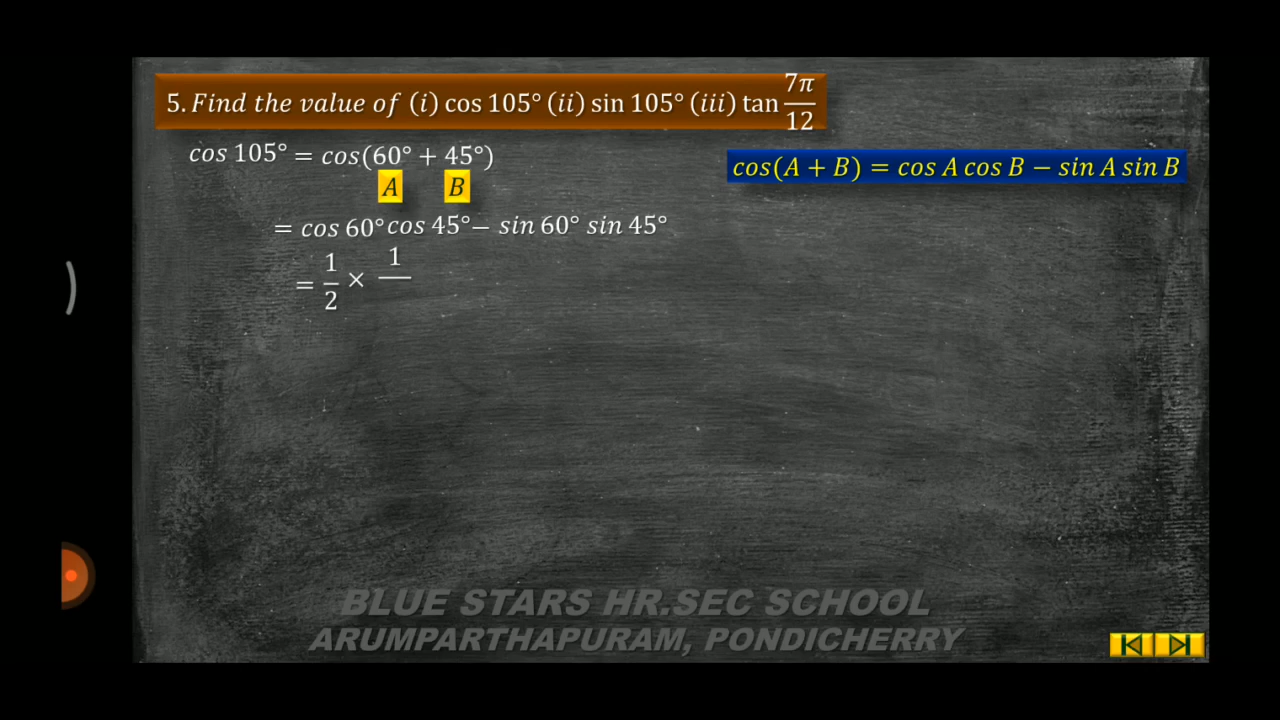 5. Find the value of (i) cos 105° (ii) sin 105° (iii) tan 7π/12
cos 105° = cos(60° + 45°)
cos(A + B) = cos A cos B − sin A sin B
A B
= cos 60° cos 45° − sin 60° sin 45°
= 1/2 × 1/
BLUE STARS HR.SEC SCHOOL
ARUMPARTHAPURAM, PONDICHERRY